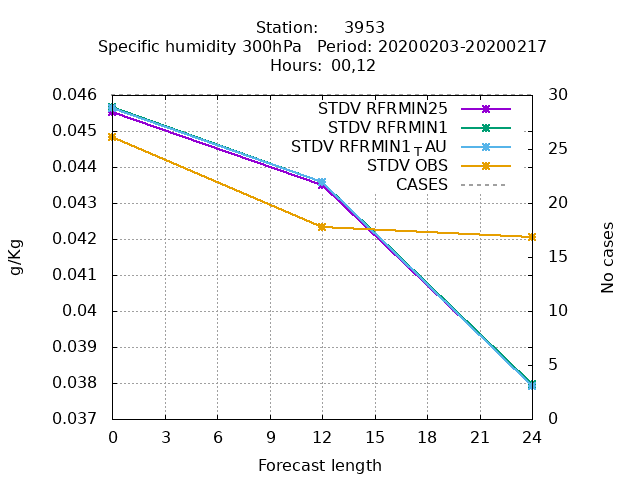 Station: 3953
Specific humidity 300hPa Period: 20200203-20200217
Hours: 00,12
0.046
0.045
0.044
0.043
0.042
0.041
0.04
0.039
0.038
0.037
g/Kg
STDV RFRMIN25
STDV RFRMIN1
STDV RFRMIN1_TAU
STDV OBS
CASES
30
25
20
15
10
5
0
No cases
0 3 6 9 12 15 18 21 24
Forecast length